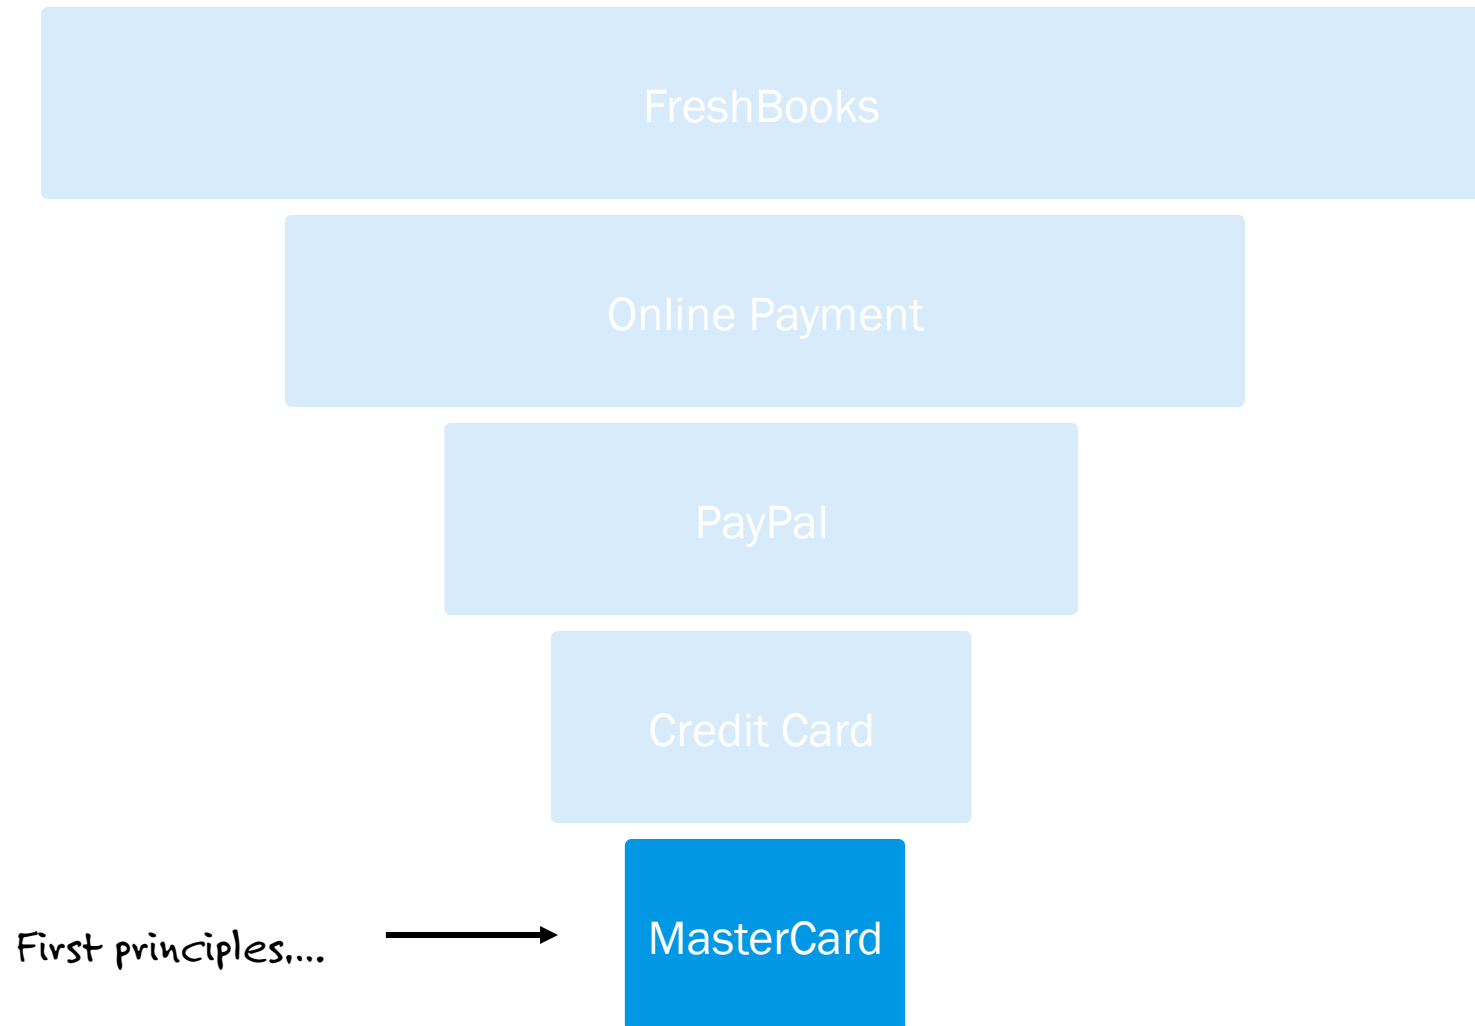 FreshBooks
Online Payment
PayPal
Credit Card
First principles....
MasterCard